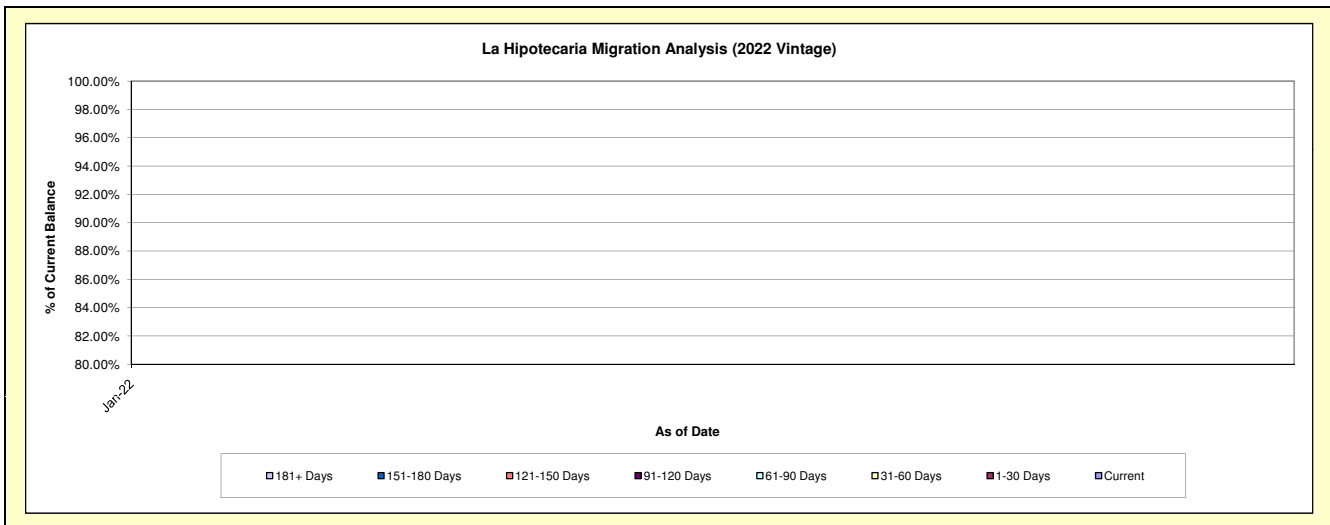 La Hipotecaria Migration Analysis (2022 Vintage)
100.00%
98.00%
96.00%
94.00%
92.00%
90.00%
88.00%
86.00%
84.00%
82.00%
80.00%
% of Current Balance
Jan-22
As of Date
181+ Days 151-180 Days 121-150 Days 91-120 Days 61-90 Days 31-60 Days 1-30 Days Current